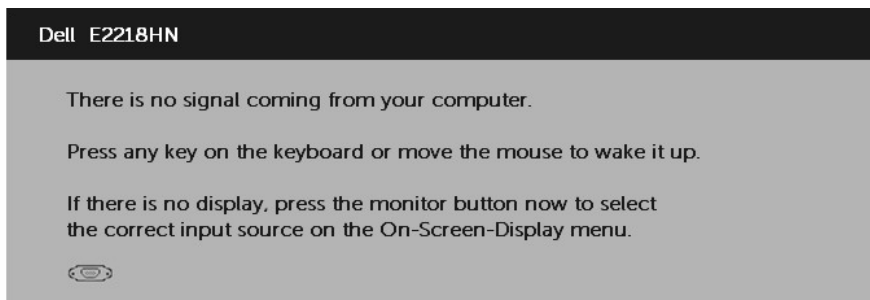 Dell E2218HN
There is no signal coming from your computer.
Press any key on the keyboard or move the mouse to wake it up.
If there is no display, press the monitor button now to select
the correct input source on the On-Screen-Display menu.